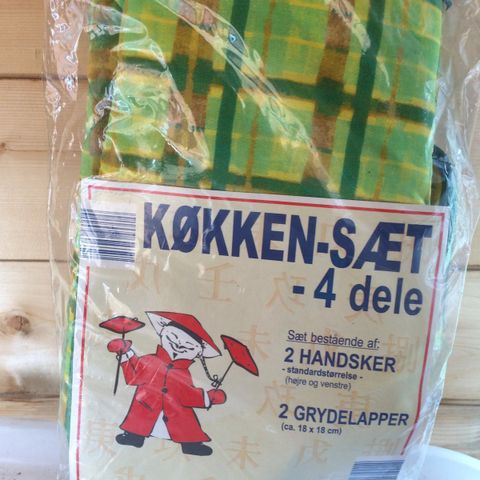 KØKKEN-SÆT
- 4 dele
Sæt bestående af:
2 HANDSKER
- standardstørrelse -
(højre og venstre)
2 GRYDELAPPER
(ca. 18 x 18 cm)